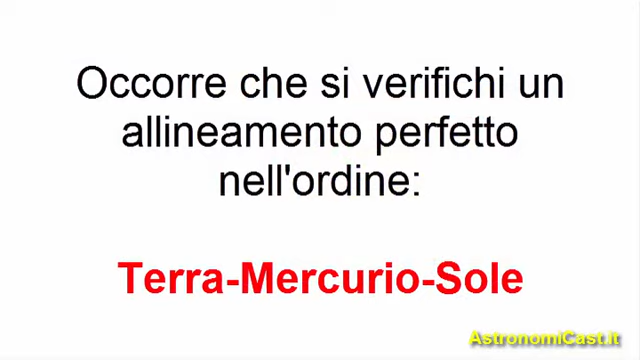 Occorre che si verifichi un
allineamento perfetto
nell'ordine:
Terra-Mercurio-Sole
AstronomiCast.it